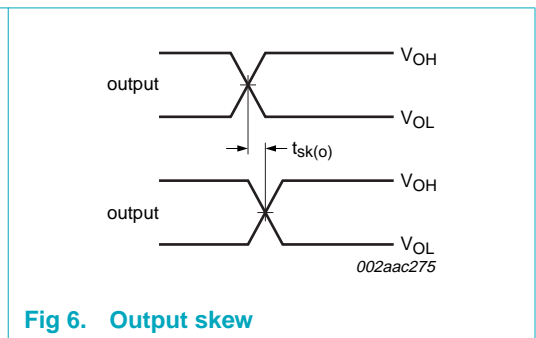 VOH
output
VOL
tsk(o)
VOH
output
VOL
002aac275
Fig 6. Output skew